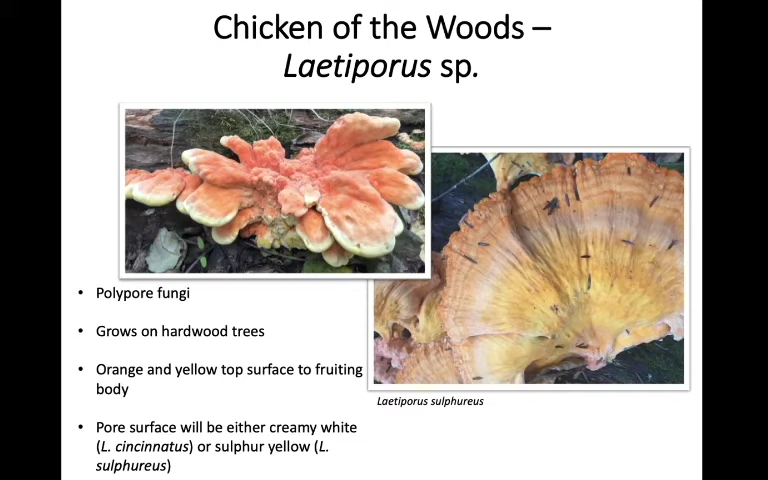 Chicken of the Woods –
Laetiporus sp.
• Polypore fungi
• Grows on hardwood trees
• Orange and yellow top surface to fruiting
body
• Pore surface will be either creamy white
(L. cincinnatus) or sulphur yellow (L.
sulphureus)
Laetiporus sulphureus